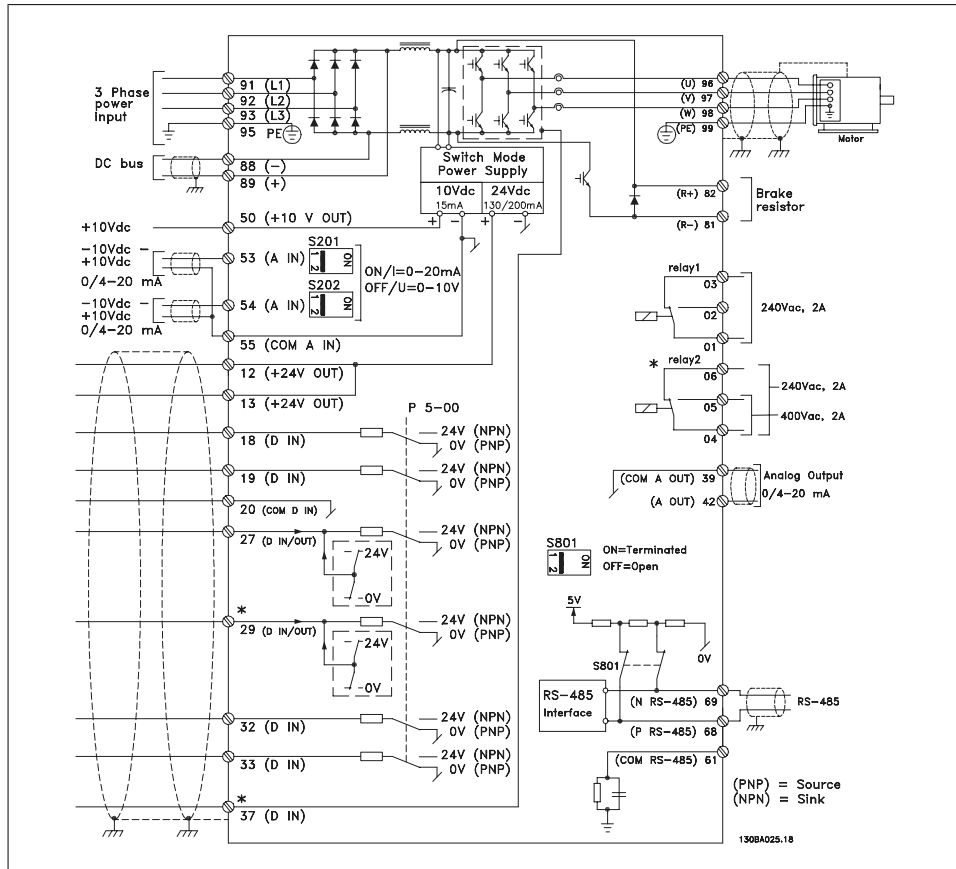 3 Phase
power
input
91 (L1)
92 (L2)
93 (L3)
95 PE
DC bus
88 (-)
89 (+)
+10Vdc
50 (+10 V OUT)
-10Vdc -
+10Vdc
0/4-20 mA
53 (A IN)
S201
1 2
ON
ON/I=0-20mA
OFF/U=0-10V
-10Vdc -
+10Vdc
0/4-20 mA
54 (A IN)
S202
1 2
ON
55 (COM A IN)
12 (+24V OUT)
13 (+24V OUT)
P 5-00
18 (D IN)
24V (NPN)
0V (PNP)
19 (D IN)
24V (NPN)
0V (PNP)
20 (COM D IN)
27 (D IN/OUT)
24V (NPN)
0V (PNP)
24V
0V
*
29 (D IN/OUT)
24V (NPN)
0V (PNP)
24V
0V
32 (D IN)
24V (NPN)
0V (PNP)
33 (D IN)
24V (NPN)
0V (PNP)
*
37 (D IN)
Switch Mode
Power Supply
10Vdc
15mA
24Vdc
130/200mA
+ - + -
(U) 96
(V) 97
(W) 98
(PE) 99
Motor
(R+) 82
Brake
resistor
(R-) 81
relay1
03
02
01
240Vac, 2A
* relay2
06
05
04
240Vac, 2A
400Vac, 2A
(COM A OUT) 39
(A OUT) 42
Analog Output
0/4-20 mA
S801
1 2
ON
ON=Terminated
OFF=Open
5V
S801
0V
RS-485
Interface
(N RS-485) 69
(P RS-485) 68
RS-485
(COM RS-485) 61
(PNP) = Source
(NPN) = Sink
130BA025.18